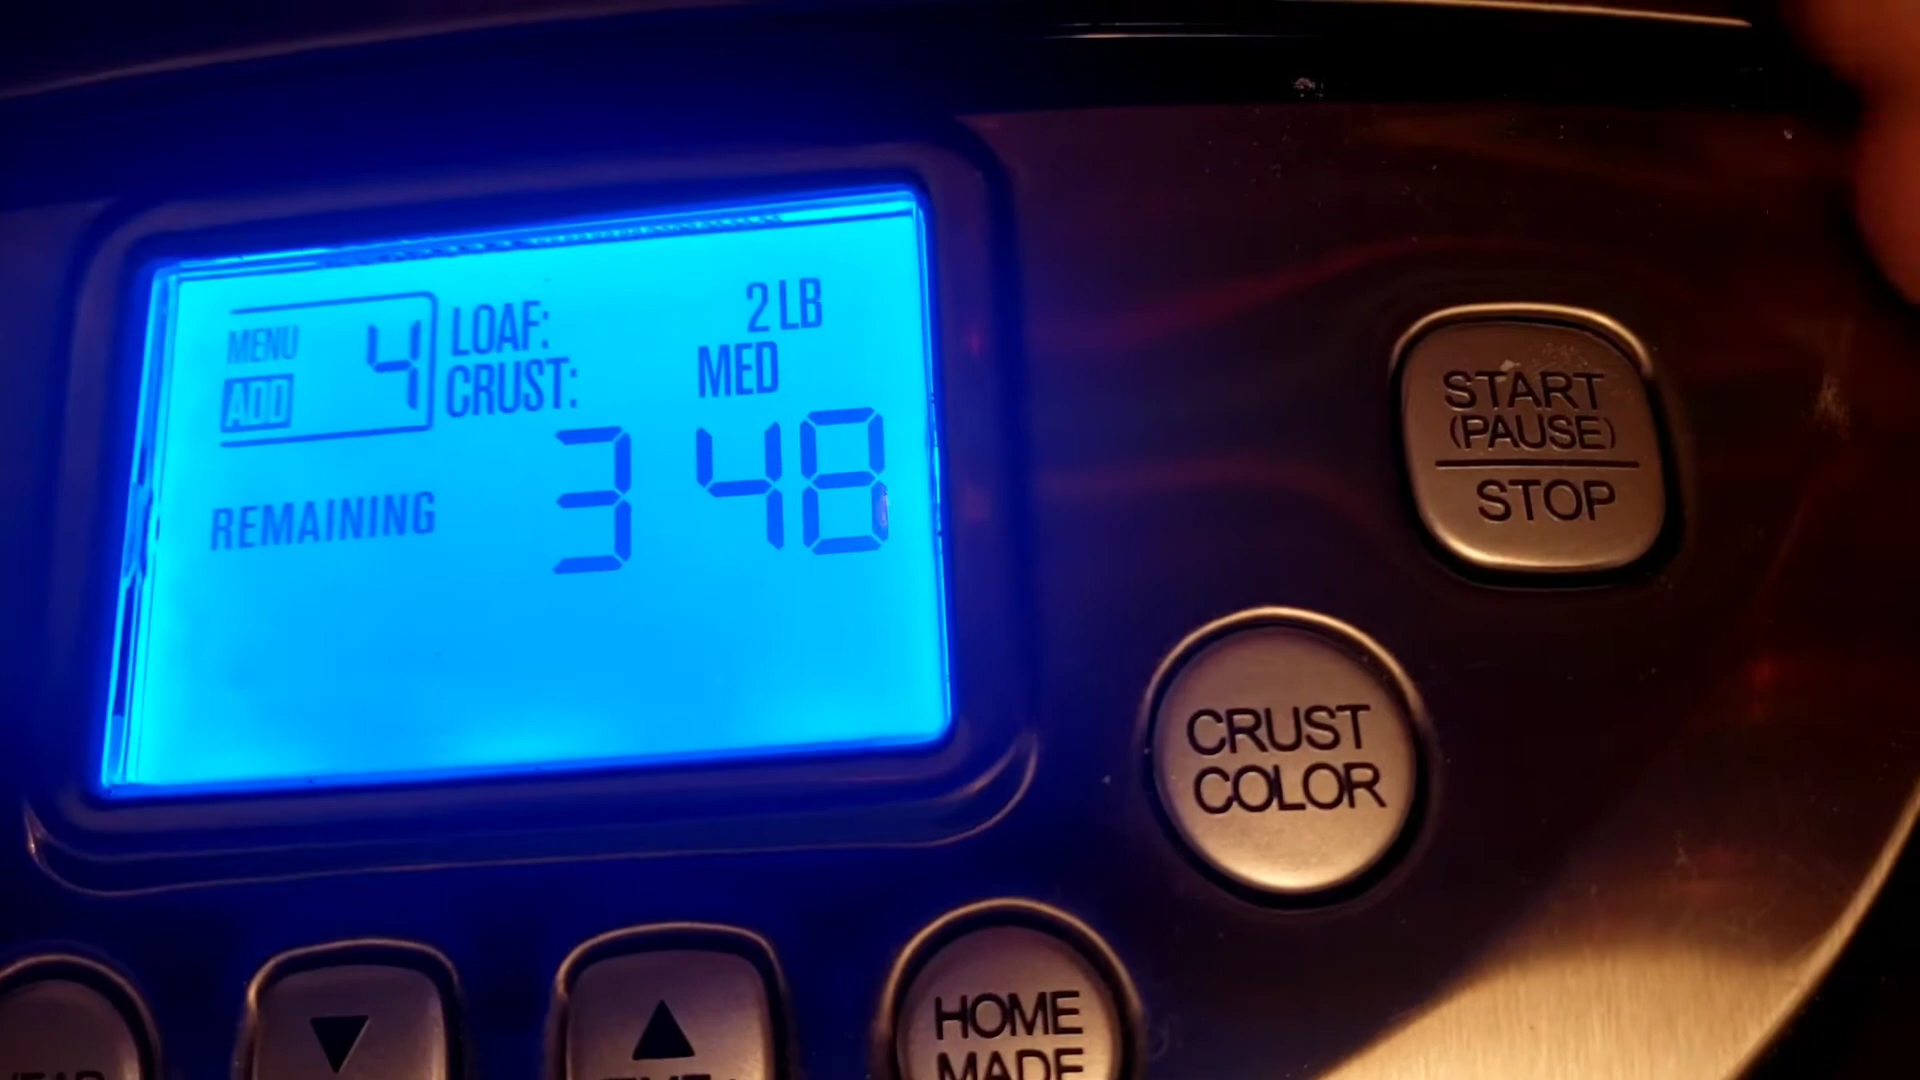 MENU 4
ADD
LOAF: 2 LB
CRUST: MED
REMAINING 3 48
START
(PAUSE)
STOP
CRUST
COLOR
HOME
MADE